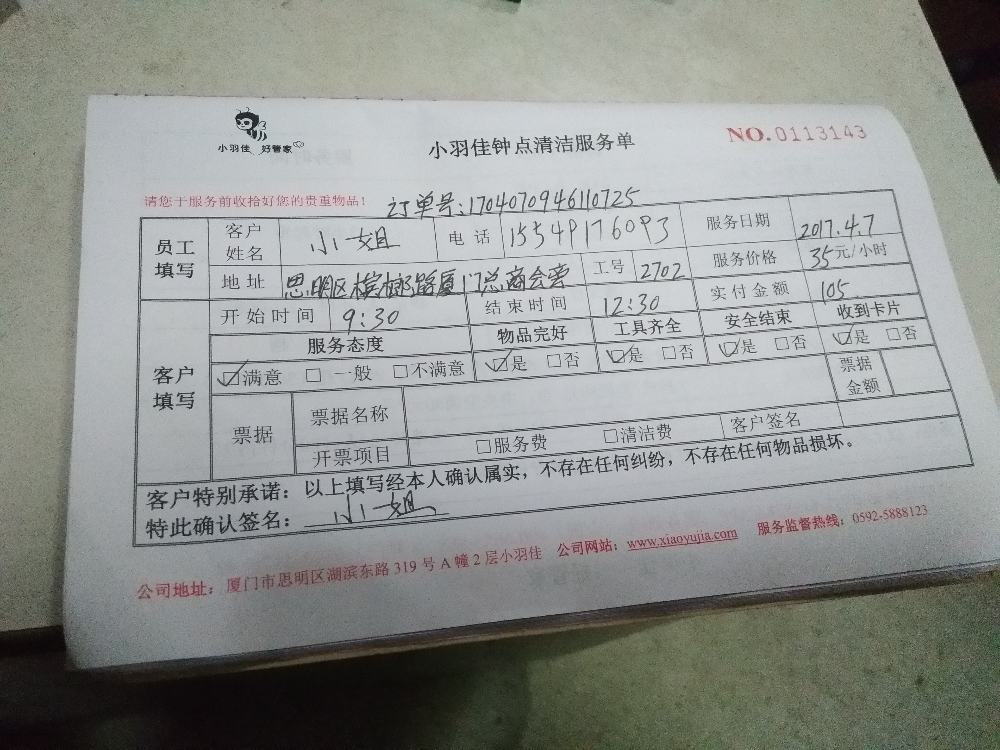 小羽佳 好管家
小羽佳钟点清洁服务单
NO.0113143
请您于服务前收拾好您的贵重物品！
订单号:1704070946110725
员工填写 客户姓名 小姐 电话 15549176093 服务日期 2017.4.7
地址 思明区槟榔路厦门总商会旁 工号 2702 服务价格 35元/小时
客户填写 开始时间 9:30 结束时间 12:30 实付金额 105
服务态度 物品完好 工具齐全 安全结束 收到卡片
☑满意 □一般 □不满意 ☑是 □否 ☑是 □否 ☑是 □否 ☑是 □否
票据 票据名称 票据金额
开票项目 □服务费 □清洁费 客户签名
客户特别承诺：以上填写经本人确认属实，不存在任何纠纷，不存在任何物品损坏。
特此确认签名：小姐
公司地址：厦门市思明区湖滨东路319号A幢2层小羽佳 公司网站：www.xiaoyujia.com 服务监督热线：0592-5888123